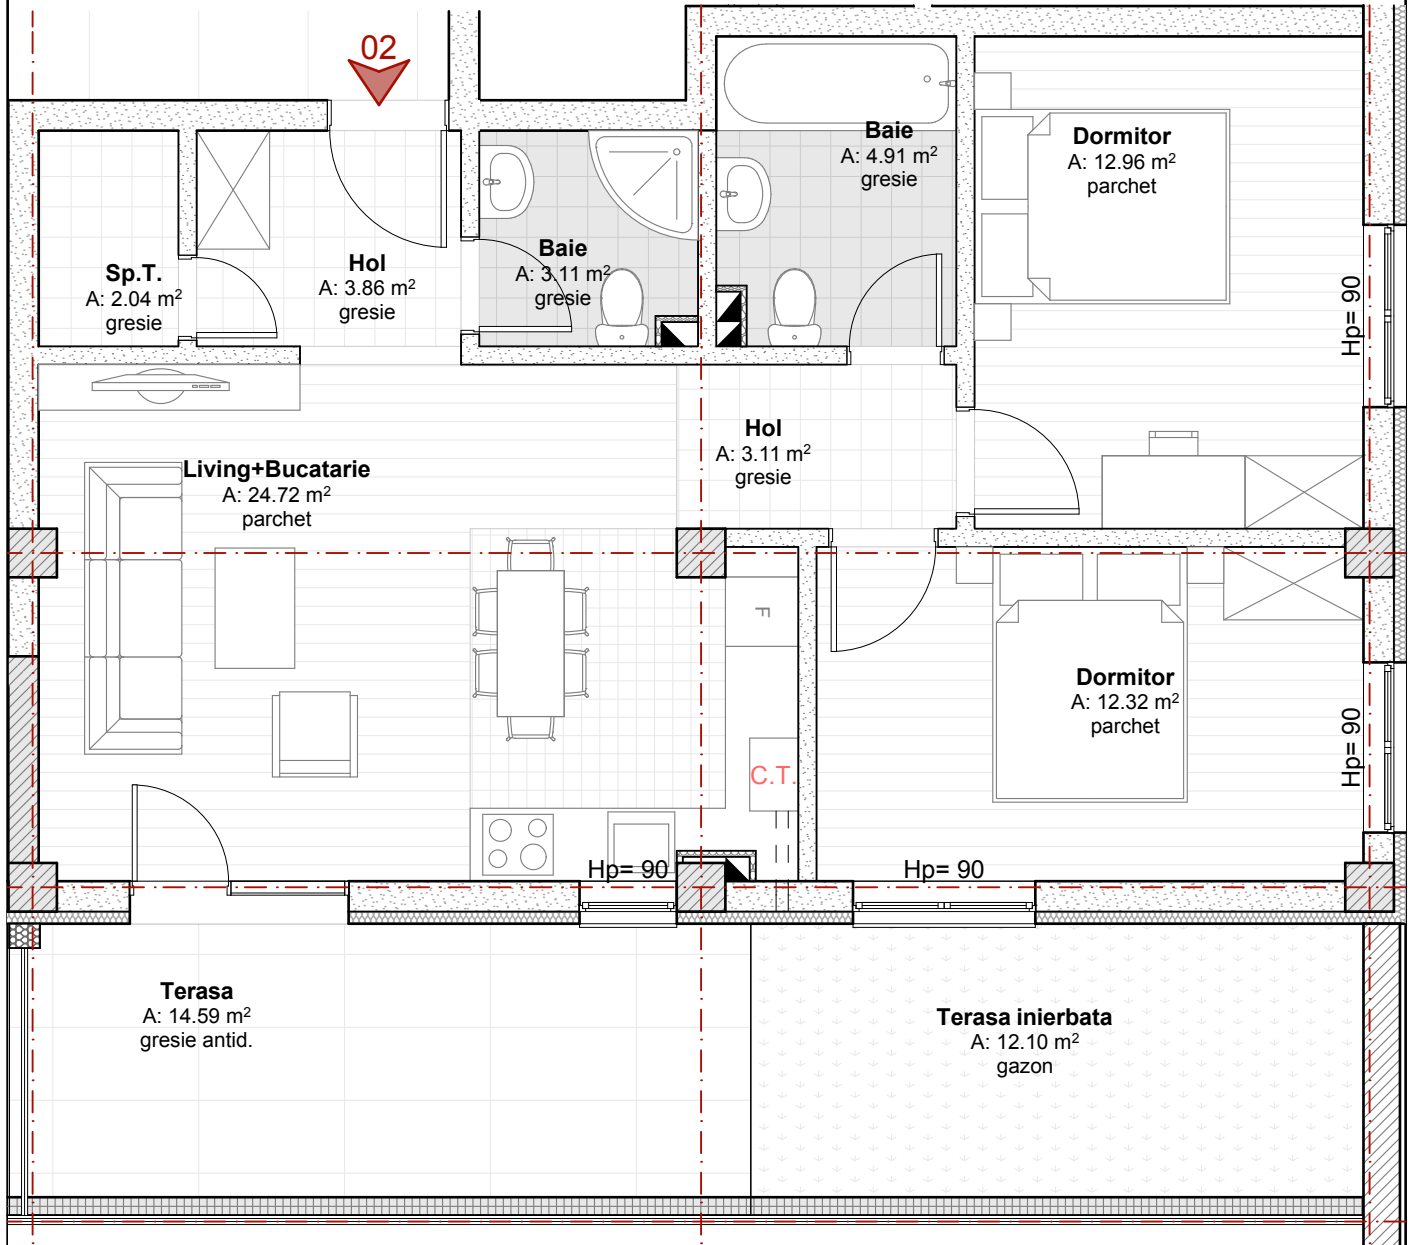 02
Baie
A: 4.91 m²
gresie
Dormitor
A: 12.96 m²
parchet
Sp.T.
A: 2.04 m²
gresie
Hol
A: 3.86 m²
gresie
Baie
A: 3.11 m²
gresie
Hp= 90
Living+Bucatarie
A: 24.72 m²
parchet
Hol
A: 3.11 m²
gresie
F
Dormitor
A: 12.32 m²
parchet
Hp= 90
C.T.
Hp= 90
Hp= 90
Terasa
A: 14.59 m²
gresie antid.
Terasa inierbata
A: 12.10 m²
gazon